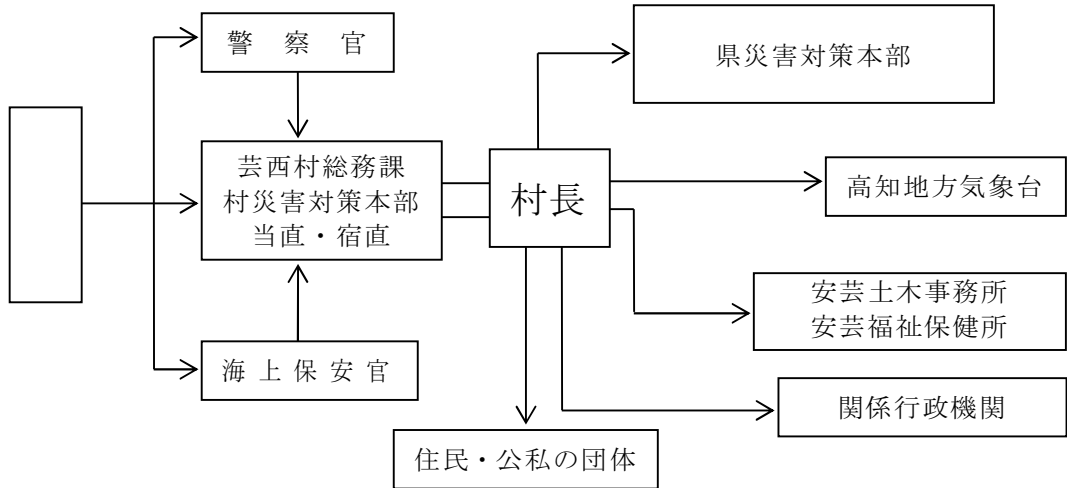 警 察 官
県災害対策本部
芸西村総務課
村災害対策本部
当直・宿直
村長
高知地方気象台
安芸土木事務所
安芸福祉保健所
海 上 保 安 官
関係行政機関
住民・公私の団体